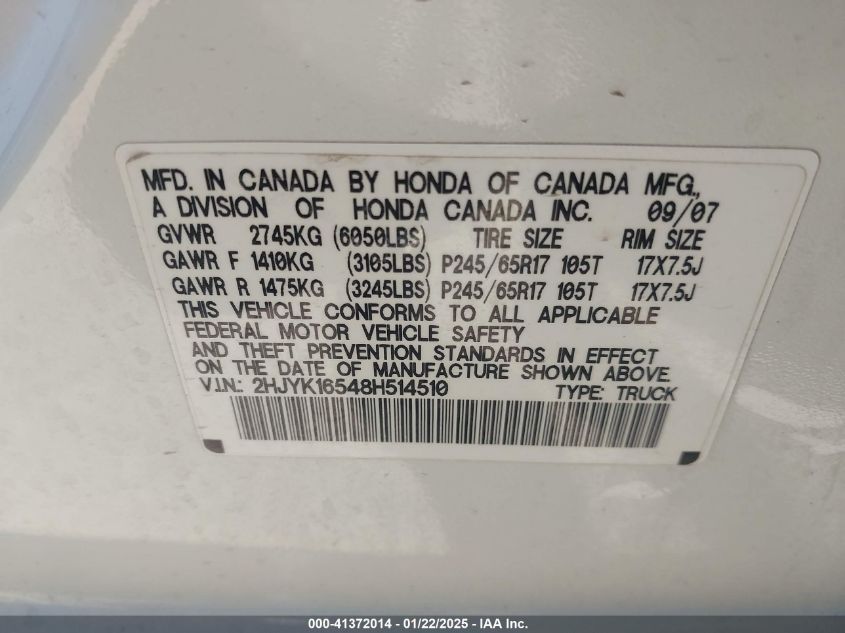 MFD. IN CANADA BY HONDA OF CANADA MFG.,
A DIVISION OF HONDA CANADA INC. 09/07
GVWR 2745KG (6050LBS) TIRE SIZE RIM SIZE
GAWR F 1410KG (3105LBS) P245/65R17 105T 17X7.5J
GAWR R 1475KG (3245LBS) P245/65R17 105T 17X7.5J
THIS VEHICLE CONFORMS TO ALL APPLICABLE
FEDERAL MOTOR VEHICLE SAFETY
AND THEFT PREVENTION STANDARDS IN EFFECT
ON THE DATE OF MANUFACTURE SHOWN ABOVE.
V.I.N.: 2HJYK16548H514510 TYPE: TRUCK
000-41372014 - 01/22/2025 - IAA Inc.